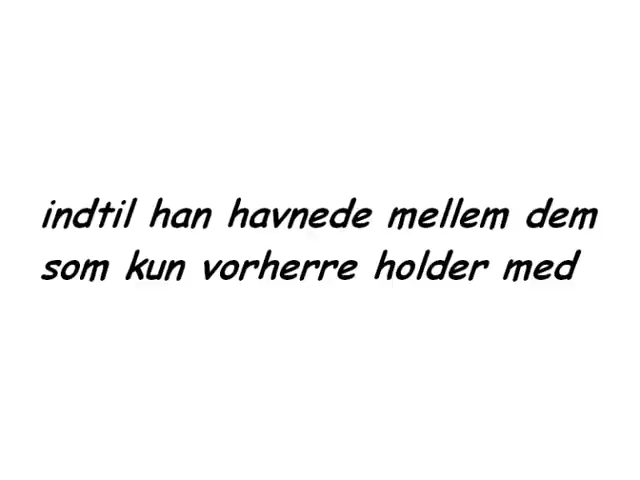 indtil han havnede mellem dem
som kun vorherre holder med